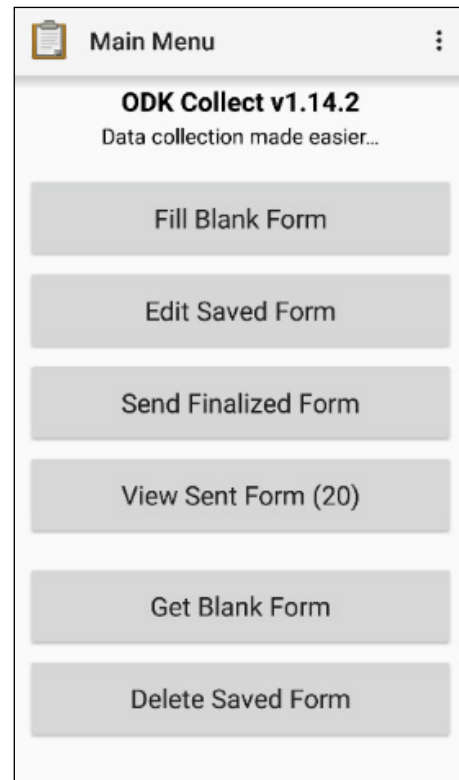 Main Menu
ODK Collect v1.14.2
Data collection made easier...
Fill Blank Form
Edit Saved Form
Send Finalized Form
View Sent Form (20)
Get Blank Form
Delete Saved Form